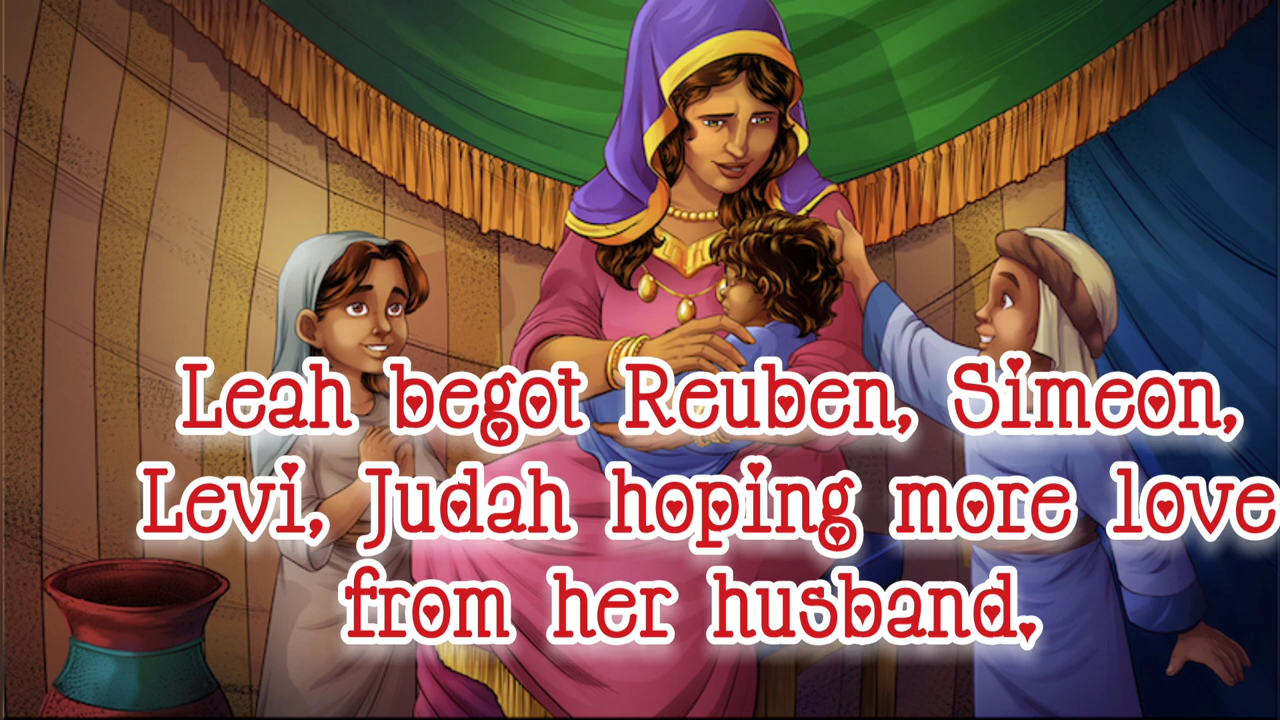 Leah begot Reuben, Simeon,
Levi, Judah hoping more love
from her husband.